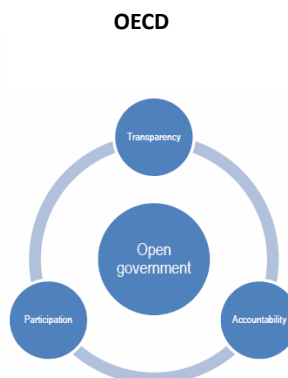 OECD
Transparency
Open
government
Participation
Accountability